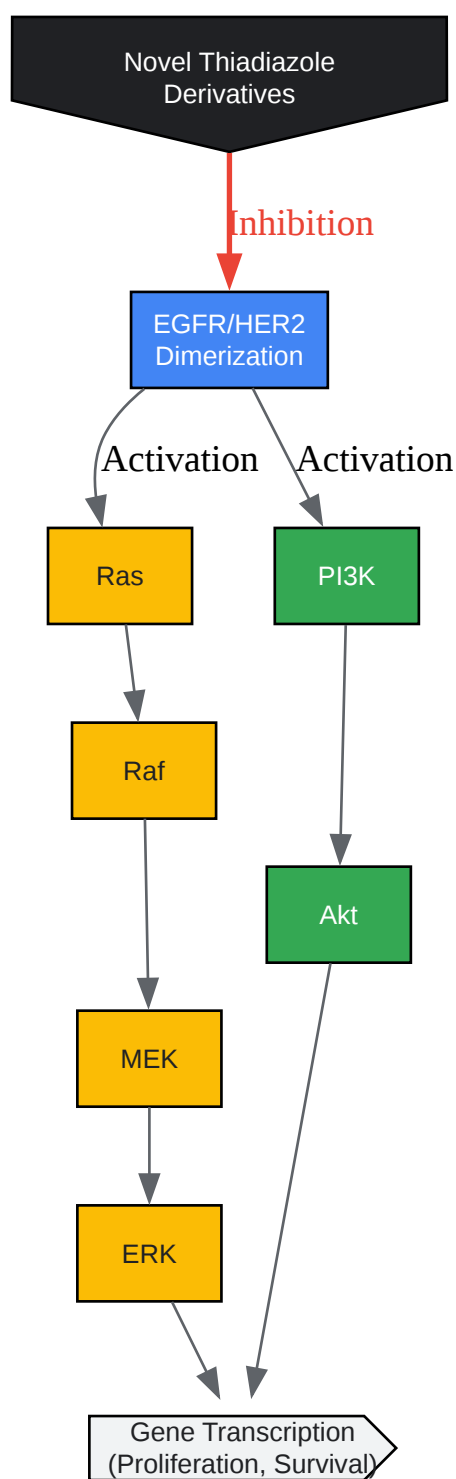 Novel Thiadiazole
Derivatives
Inhibition
EGFR/HER2
Dimerization
Activation
Activation
Ras
PI3K
Raf
Akt
MEK
ERK
Gene Transcription
(Proliferation, Survival)